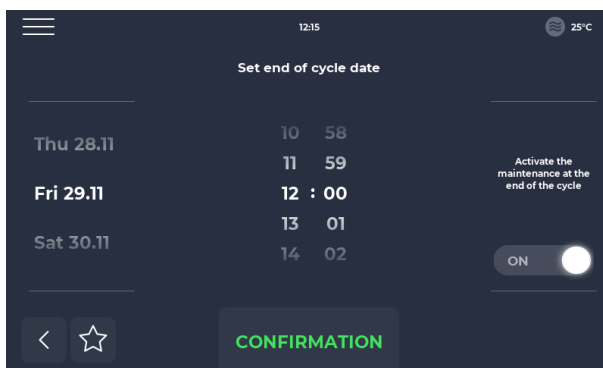 12:15
25°C
Set end of cycle date
Thu 28.11
Fri 29.11
Sat 30.11
10 58
11 59
12 : 00
13 01
14 02
Activate the
maintenance at the
end of the cycle
ON
CONFIRMATION